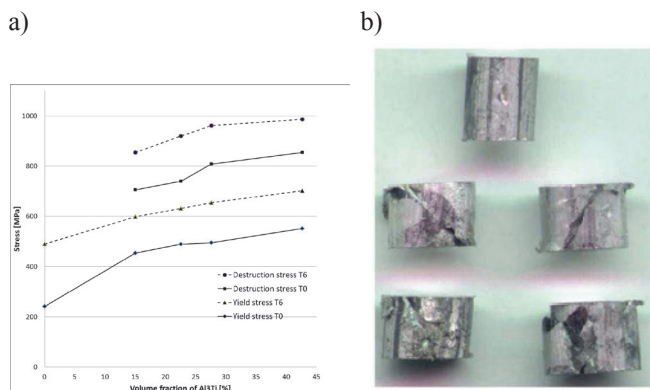 a)
b)
Stress [MPa]
1000
800
600
400
200
0
Destruction stress T6
Destruction stress T0
Yield stress T6
Yield stress T0
0 5 10 15 20 25 30 35 40 45
Volume fraction of Al3Ti [%]